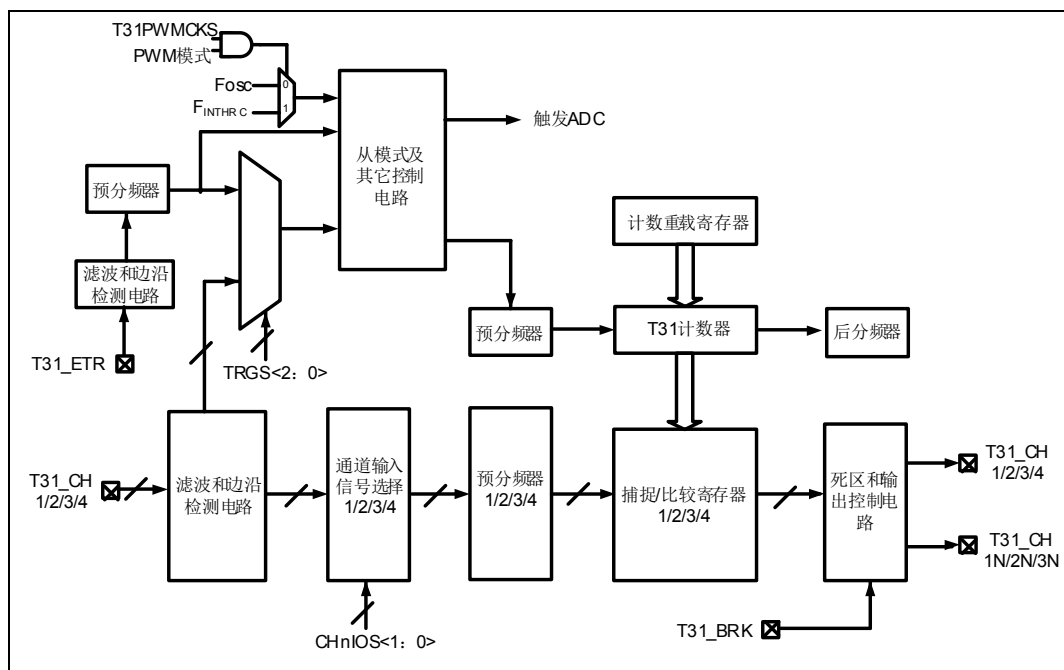 T31PWMCKS
PWM模式
Fosc
0
FINTHRC
1
从模式及
其它控制
电路
触发ADC
预分频器
滤波和边沿
检测电路
T31_ETR
TRGS<2：0>
计数重载寄存器
预分频器
T31计数器
后分频器
T31_CH
1/2/3/4
滤波和边沿
检测电路
通道输入
信号选择
1/2/3/4
预分频器
1/2/3/4
捕捉/比较寄存器
1/2/3/4
死区和输
出控制电
路
T31_CH
1/2/3/4
T31_CH
1N/2N/3N
CHnIOS<1：0>
T31_BRK